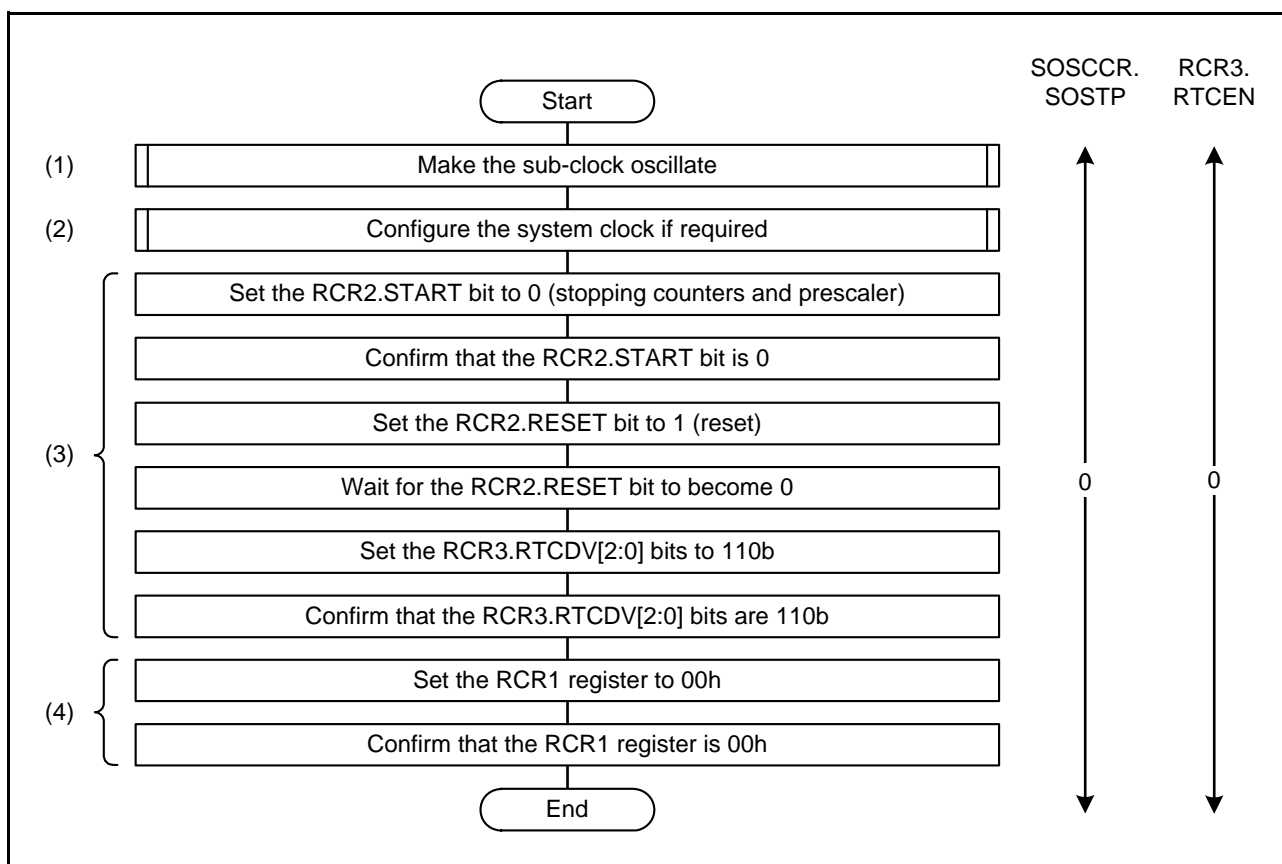 SOSCCR.
SOSTP
RCR3.
RTCEN
Start
(1)
Make the sub-clock oscillate
(2)
Configure the system clock if required
Set the RCR2.START bit to 0 (stopping counters and prescaler)
Confirm that the RCR2.START bit is 0
Set the RCR2.RESET bit to 1 (reset)
(3)
Wait for the RCR2.RESET bit to become 0
0
0
Set the RCR3.RTCDV[2:0] bits to 110b
Confirm that the RCR3.RTCDV[2:0] bits are 110b
Set the RCR1 register to 00h
(4)
Confirm that the RCR1 register is 00h
End